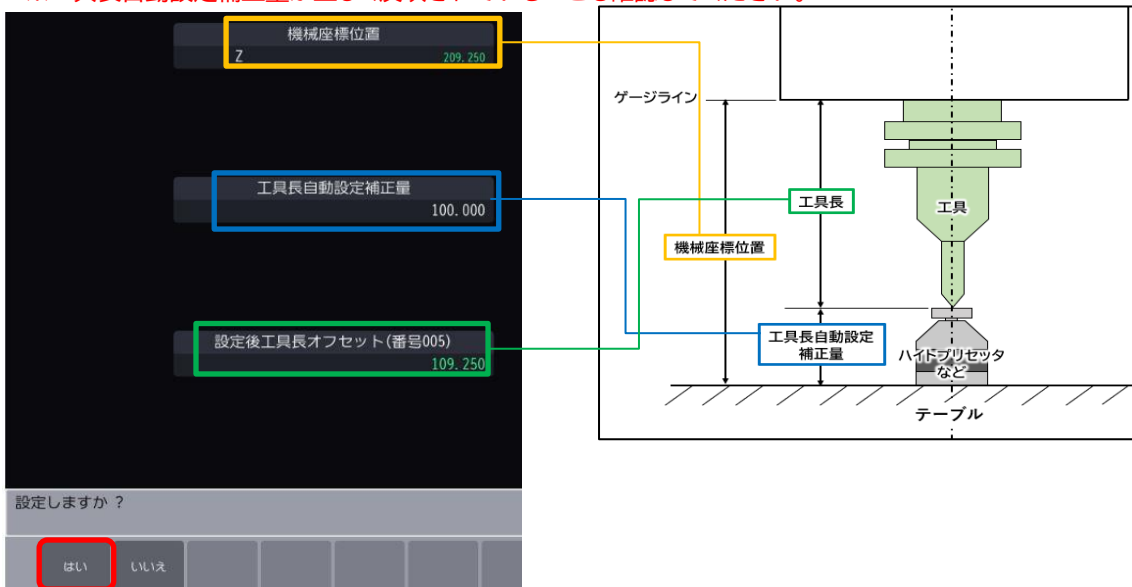 機械座標位置
Z 209.250
工具長自動設定補正量
100.000
設定後工具長オフセット(番号005)
109.250
設定しますか ?
はい いいえ
ゲージライン
工具長
工具
機械座標位置
工具長自動設定
補正量
ハイトプリセッタ
など
テーブル